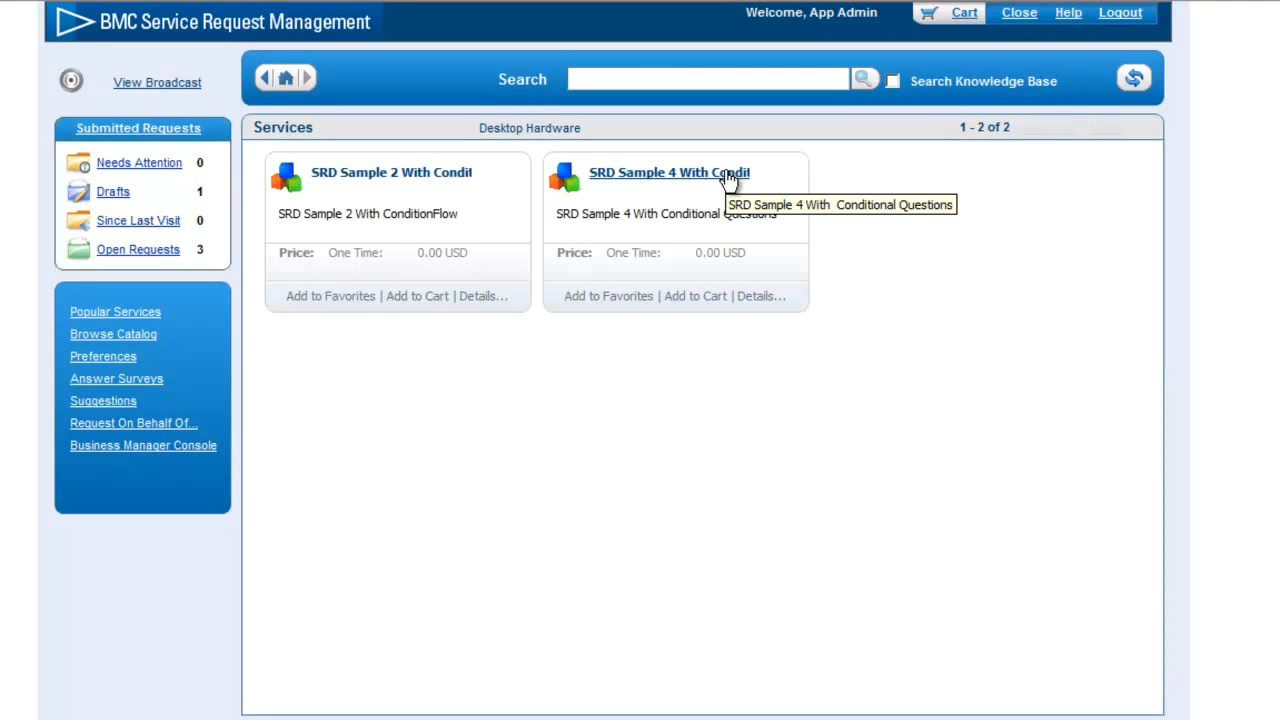 BMC Service Request Management
Welcome, App Admin
Cart
Close
Help
Logout
View Broadcast
Search
Search Knowledge Base
Submitted Requests
Needs Attention 0
Drafts 1
Since Last Visit 0
Open Requests 3
Popular Services
Browse Catalog
Preferences
Answer Surveys
Suggestions
Request On Behalf Of...
Business Manager Console
Services
Desktop Hardware
1 - 2 of 2
SRD Sample 2 With Condit
SRD Sample 2 With ConditionFlow
Price: One Time: 0.00 USD
Add to Favorites | Add to Cart | Details...
SRD Sample 4 With Condit
SRD Sample 4 With Conditional Questions
Price: One Time: 0.00 USD
Add to Favorites | Add to Cart | Details...
SRD Sample 4 With Conditional Questions